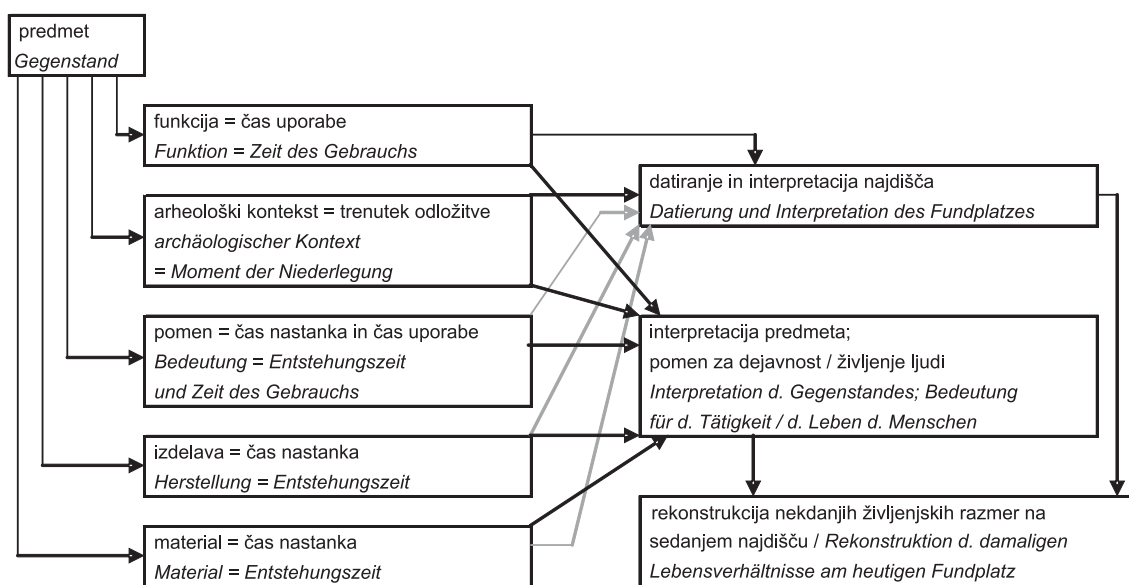 predmet
Gegenstand
funkcija = čas uporabe
Funktion = Zeit des Gebrauchs
arheološki kontekst = trenutek odložitve
archäologischer Kontext
= Moment der Niederlegung
pomen = čas nastanka in čas uporabe
Bedeutung = Entstehungszeit
und Zeit des Gebrauchs
izdelava = čas nastanka
Herstellung = Entstehungszeit
material = čas nastanka
Material = Entstehungszeit
datiranje in interpretacija najdišča
Datierung und Interpretation des Fundplatzes
interpretacija predmeta;
pomen za dejavnost / življenje ljudi
Interpretation d. Gegenstandes; Bedeutung
für d. Tätigkeit / d. Leben d. Menschen
rekonstrukcija nekdanjih življenjskih razmer na
sedanjem najdišču / Rekonstruktion d. damaligen
Lebensverhältnisse am heutigen Fundplatz